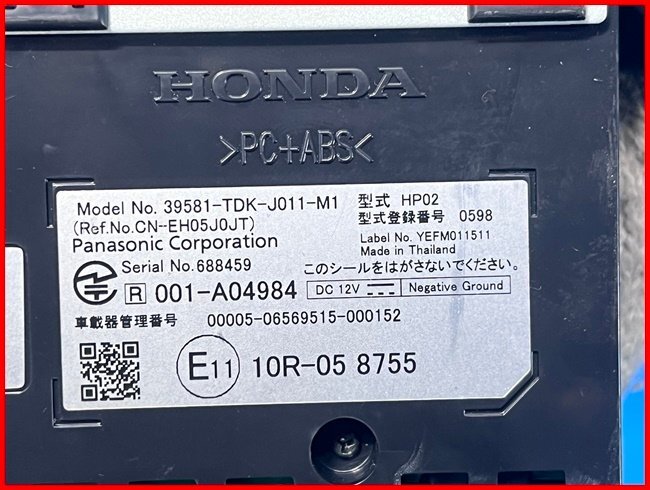 HONDA
>PC+ABS<
Model No. 39581-TDK-J011-M1 型式 HP02
(Ref.No.CN-EH05J0JT) 型式登録番号 0598
Panasonic Corporation Label No. YEFM011511
Made in Thailand
Serial No.688459 このシールをはがさないでください。
R 001-A04984 DC 12V Negative Ground
車載器管理番号 00005-06569515-000152
E11 10R-05 8755